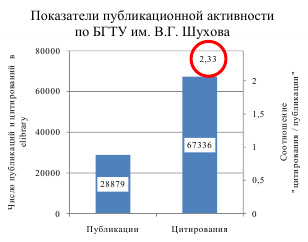 Показатели публикационной активности
по БГТУ им. В.Г. Шухова
Число публикаций и цитирований в
elibrary
80000
60000
40000
20000
0
28879
67336
2,33
2
1,5
1
0,5
0
Соотношение
"цитирования / публикации"
Публикации
Цитирования